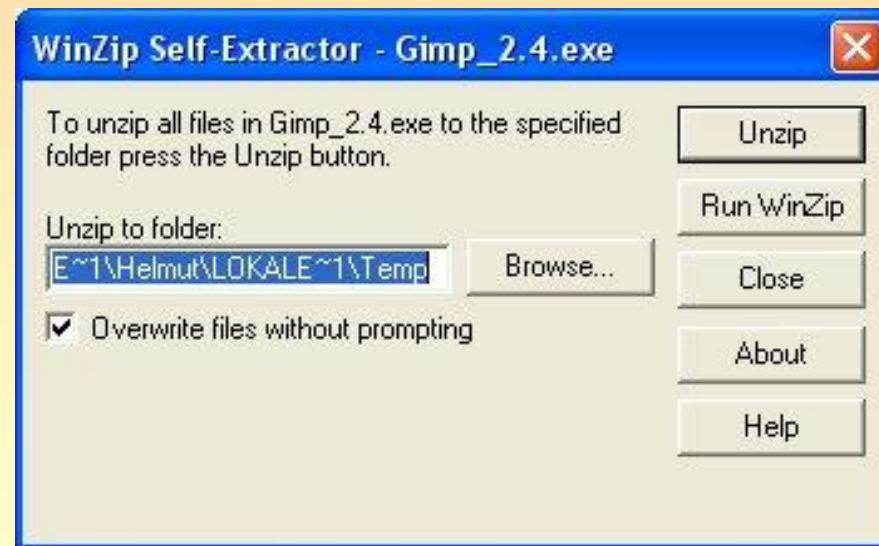 WinZip Self-Extractor - Gimp_2.4.exe
To unzip all files in Gimp_2.4.exe to the specified
folder press the Unzip button.
Unzip to folder:
E~1\Helmut\LOKALE~1\Temp
Browse...
Overwrite files without prompting
Unzip
Run WinZip
Close
About
Help